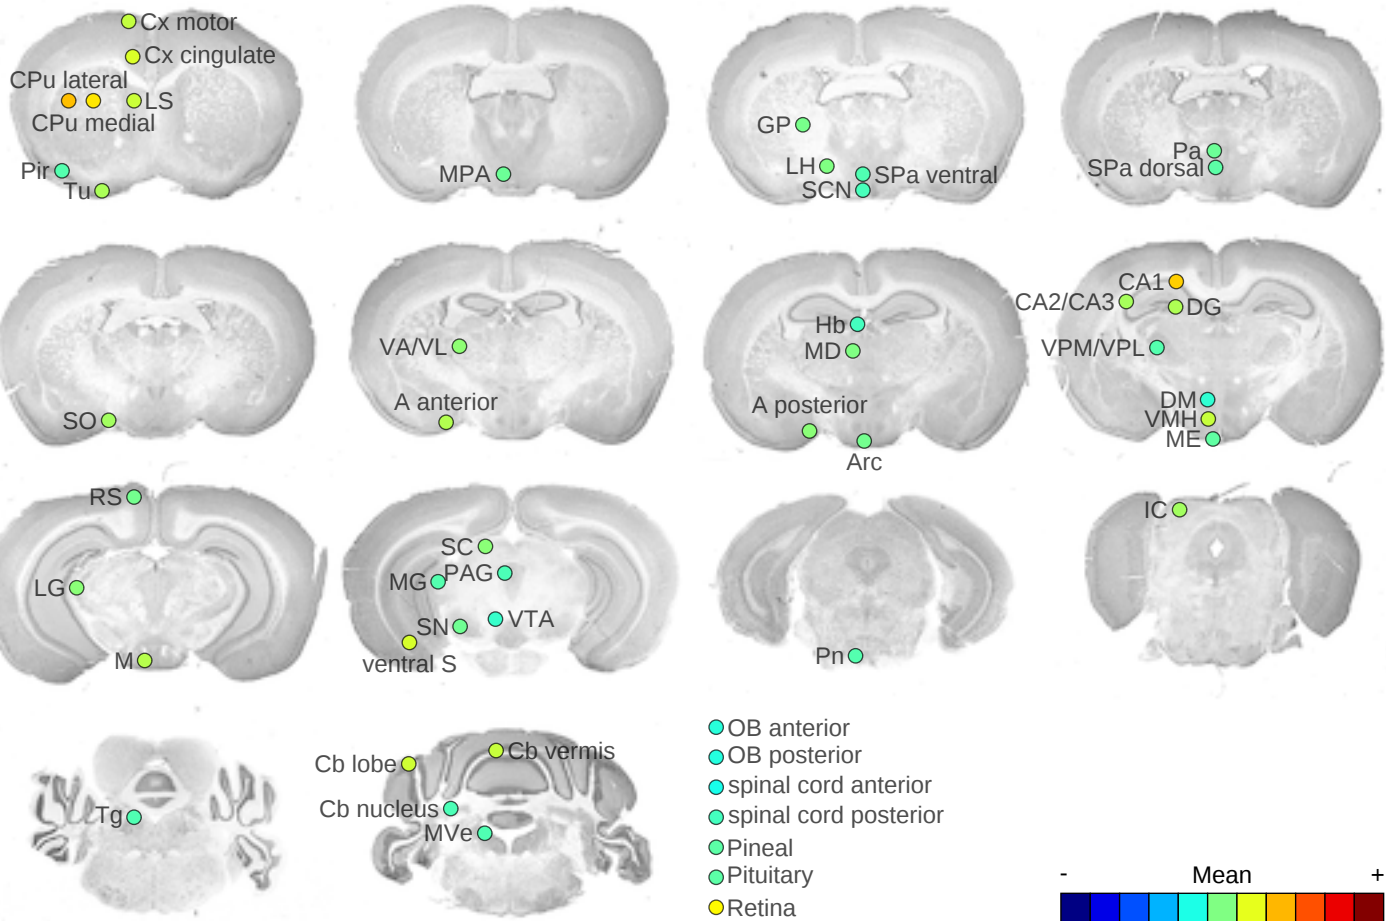 Cx motor
Cx cingulate
CPu lateral
LS
CPu medial
Pir
Tu
MPA
GP
LH
SPa ventral
SCN
Pa
SPa dorsal
SO
VA/VL
A anterior
Hb
MD
A posterior
Arc
CA1
CA2/CA3
DG
VPM/VPL
DM
VMH
ME
RS
LG
M
SC
MG
PAG
SN
VTA
ventral S
Pn
IC
Tg
Cb lobe
Cb vermis
Cb nucleus
MVe
OB anterior
OB posterior
spinal cord anterior
spinal cord posterior
Pineal
Pituitary
Retina
- Mean +